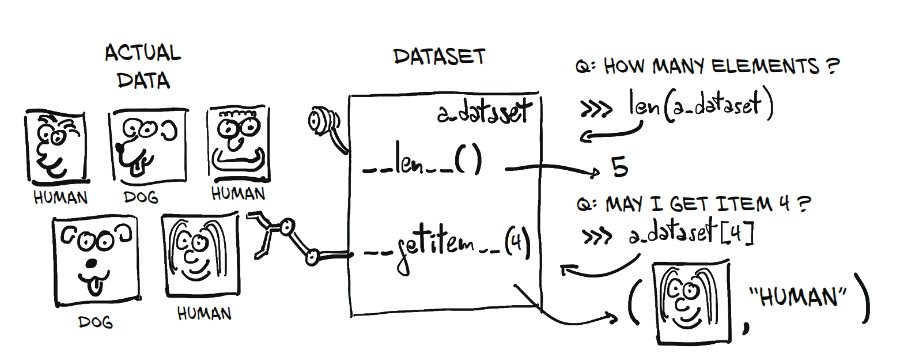 ACTUAL
DATA
HUMAN
DOG
HUMAN
DOG
HUMAN
DATASET
a_dataset
__len__()
__getitem__(4)
Q: HOW MANY ELEMENTS?
>>> len(a_dataset)
5
Q: MAY I GET ITEM 4?
>>> a_dataset[4]
( , "HUMAN" )